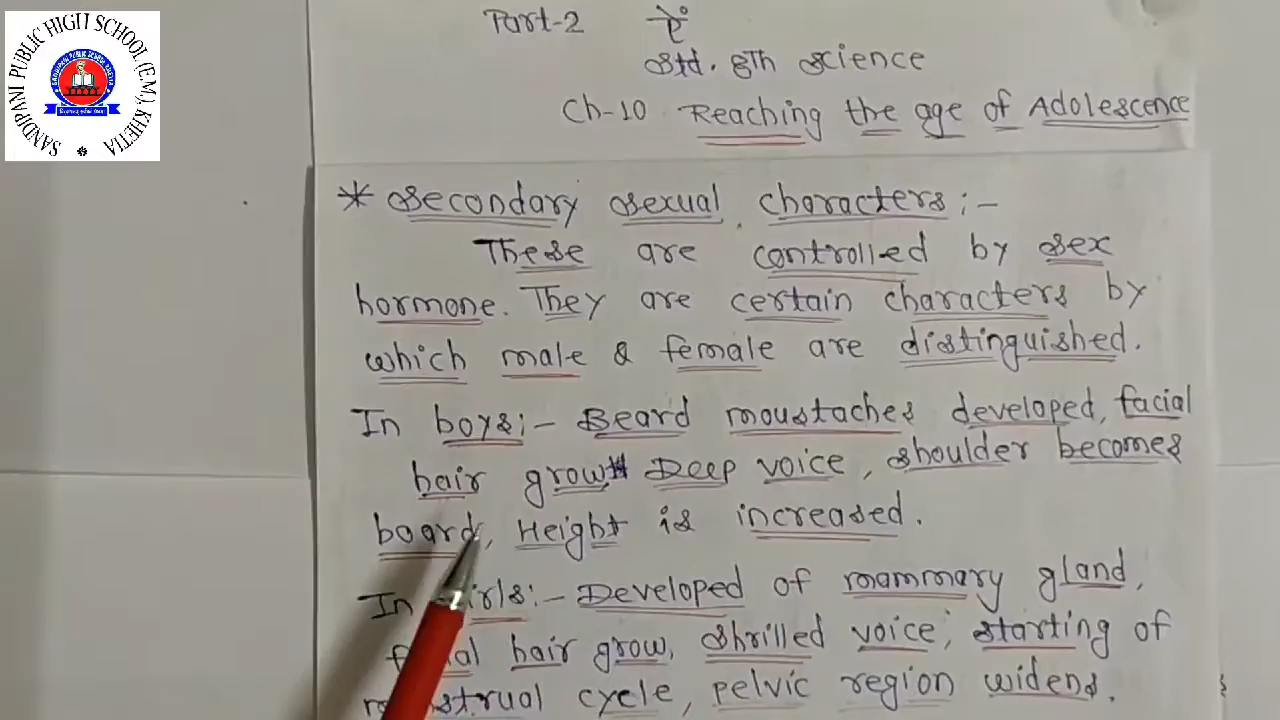 SANDIPANI PUBLIC HIGH SCHOOL (E.M.), KHETIA
Part-2 ऐं
Std. 8Th Science
Ch-10 Reaching the age of Adolescence
* Secondary Sexual characters :-
These are controlled by sex
hormone. They are certain characters by
which male & female are distinguished.
In boys:- Beard moustaches developed, facial
hair grow Deep voice, shoulder becomes
board, Height is increased.
In girls:- Developed of mammary gland,
facial hair grow, shrilled voice, starting of
menstrual cycle, pelvic region widens.